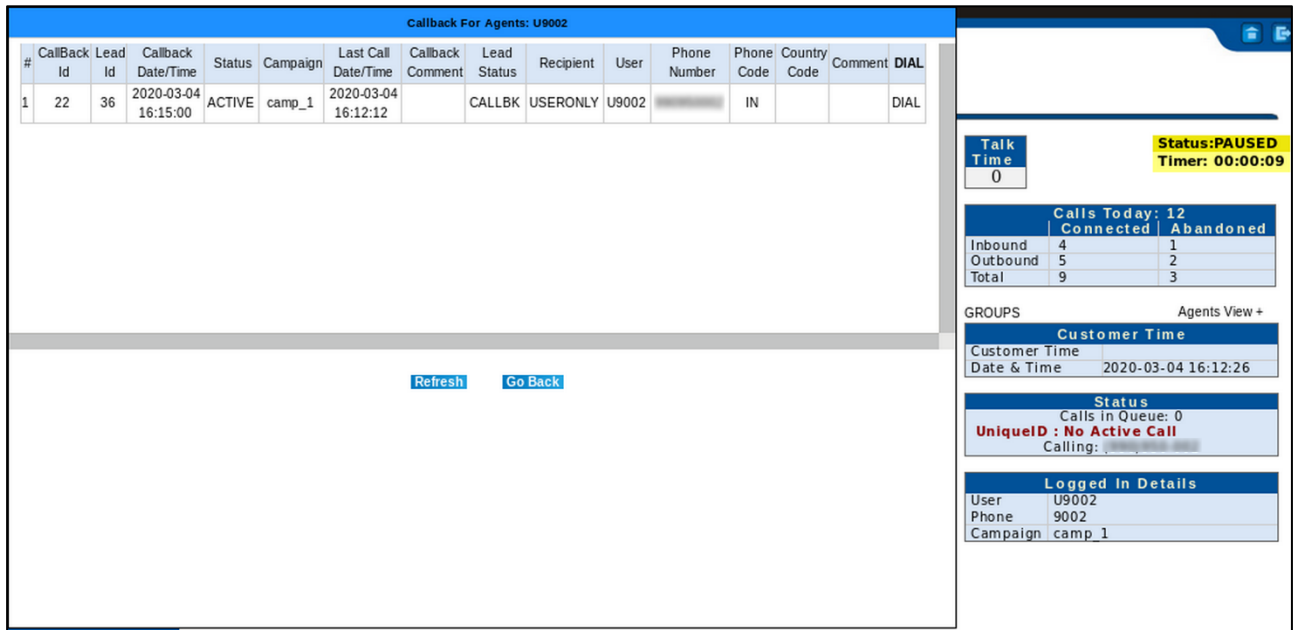 Callback For Agents: U9002
# CallBack Id Lead Id Callback Date/Time Status Campaign Last Call Date/Time Callback Comment Lead Status Recipient User Phone Number Phone Code Country Code Comment DIAL
1 22 36 2020-03-04 16:15:00 ACTIVE camp_1 2020-03-04 16:12:12 CALLBK USERONLY U9002 IN DIAL
Refresh Go Back
Talk Time
0
Status:PAUSED
Timer: 00:00:09
Calls Today: 12
Connected Abandoned
Inbound 4 1
Outbound 5 2
Total 9 3
GROUPS Agents View +
Customer Time
Customer Time
Date & Time 2020-03-04 16:12:26
Status
Calls in Queue: 0
UniqueID : No Active Call
Calling:
Logged In Details
User U9002
Phone 9002
Campaign camp_1